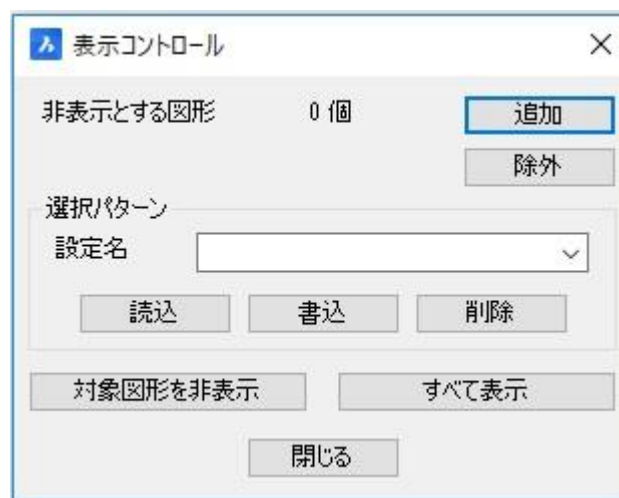 表示コントロール
非表示とする図形 0 個 追加
除外
選択パターン
設定名
読込 書込 削除
対象図形を非表示 すべて表示
閉じる